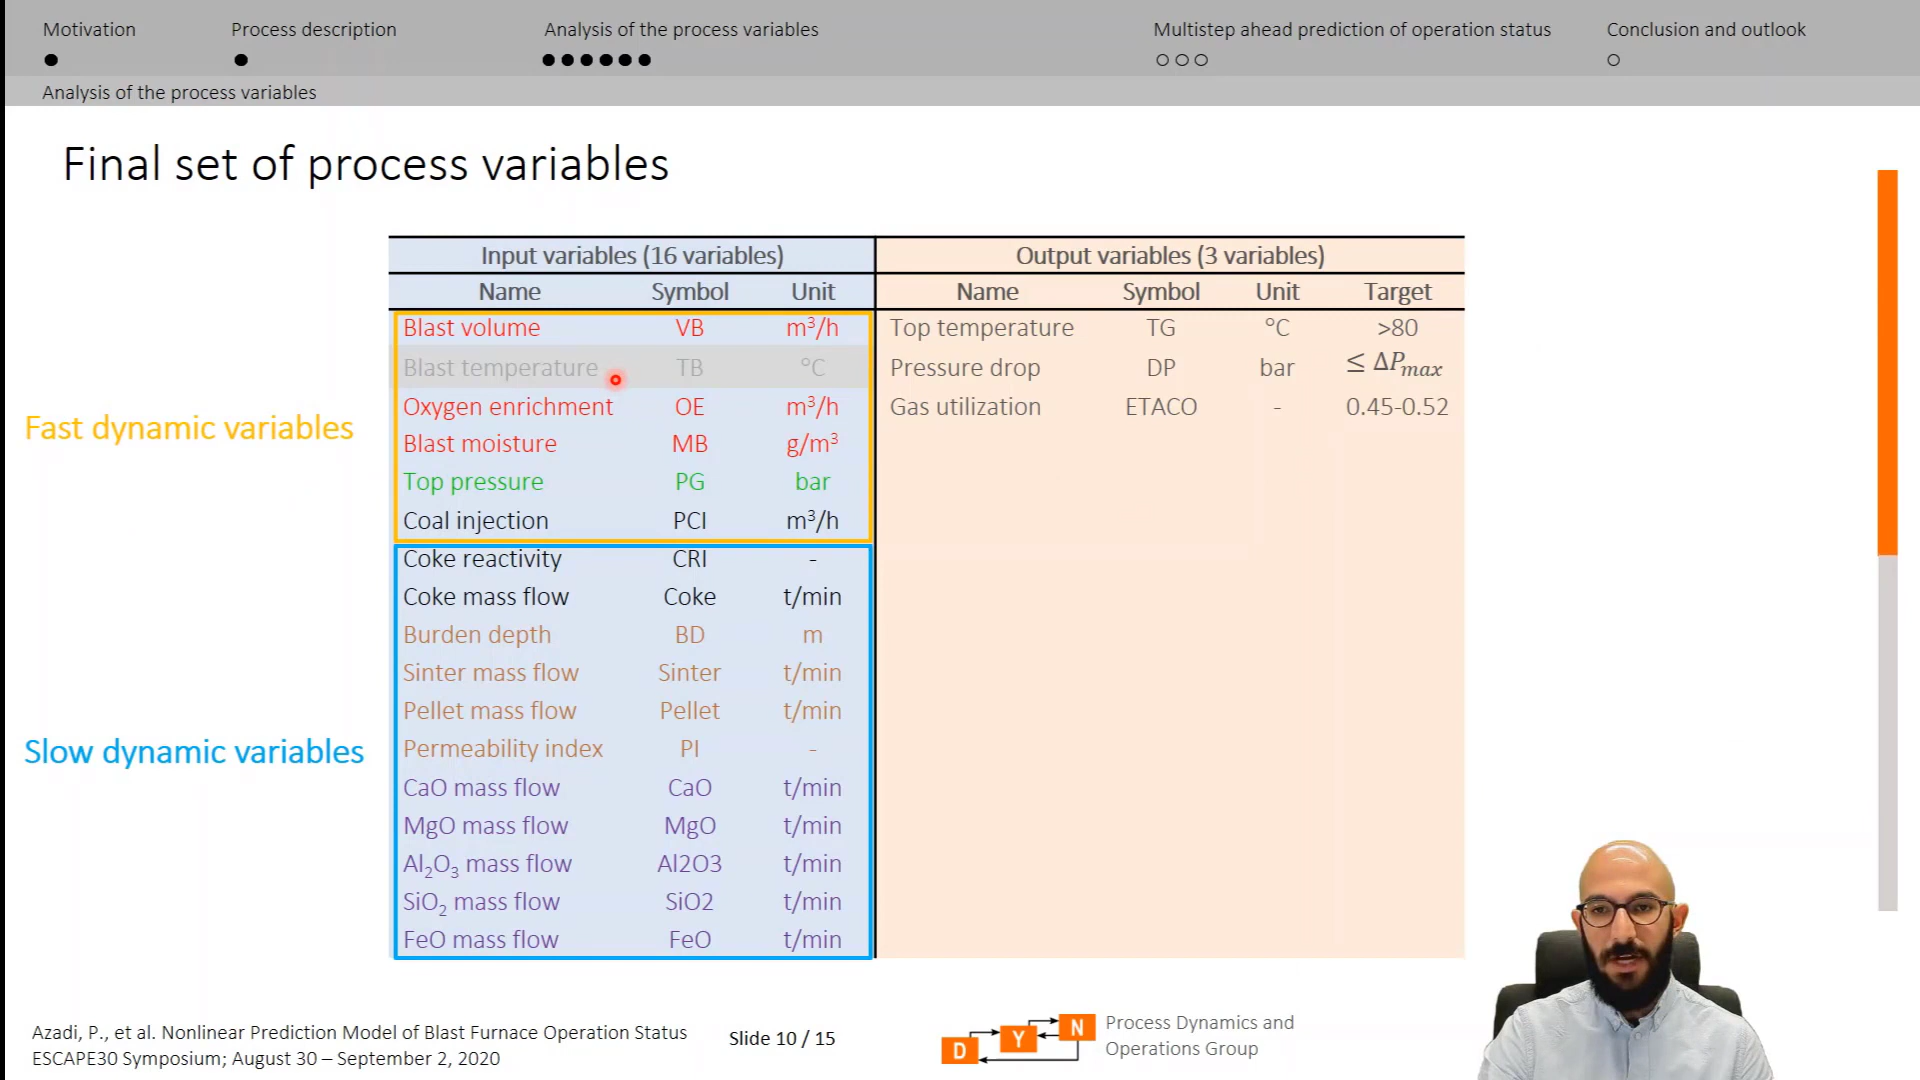 Motivation
Process description
Analysis of the process variables
Multistep ahead prediction of operation status
Conclusion and outlook
Analysis of the process variables
Final set of process variables
Input variables (16 variables)
Output variables (3 variables)
Name Symbol Unit
Name Symbol Unit Target
Blast volume VB m³/h
Top temperature TG °C >80
Blast temperature TB °C
Pressure drop DP bar ≤ ΔPmax
Oxygen enrichment OE m³/h
Gas utilization ETACO - 0.45-0.52
Blast moisture MB g/m³
Top pressure PG bar
Coal injection PCI m³/h
Fast dynamic variables
Coke reactivity CRI -
Coke mass flow Coke t/min
Burden depth BD m
Sinter mass flow Sinter t/min
Pellet mass flow Pellet t/min
Permeability index PI -
CaO mass flow CaO t/min
MgO mass flow MgO t/min
Al₂O₃ mass flow Al2O3 t/min
SiO₂ mass flow SiO2 t/min
FeO mass flow FeO t/min
Slow dynamic variables
Azadi, P., et al. Nonlinear Prediction Model of Blast Furnace Operation Status
ESCAPE30 Symposium; August 30 – September 2, 2020
Slide 10 / 15
D Y N
Process Dynamics and
Operations Group